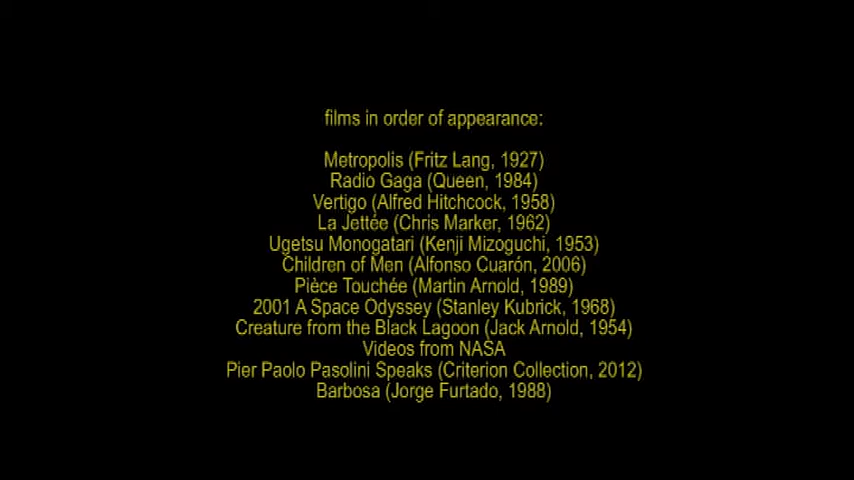 films in order of appearance:
Metropolis (Fritz Lang, 1927)
Radio Gaga (Queen, 1984)
Vertigo (Alfred Hitchcock, 1958)
La Jettée (Chris Marker, 1962)
Ugetsu Monogatari (Kenji Mizoguchi, 1953)
Children of Men (Alfonso Cuarón, 2006)
Pièce Touchée (Martin Arnold, 1989)
2001 A Space Odyssey (Stanley Kubrick, 1968)
Creature from the Black Lagoon (Jack Arnold, 1954)
Videos from NASA
Pier Paolo Pasolini Speaks (Criterion Collection, 2012)
Barbosa (Jorge Furtado, 1988)